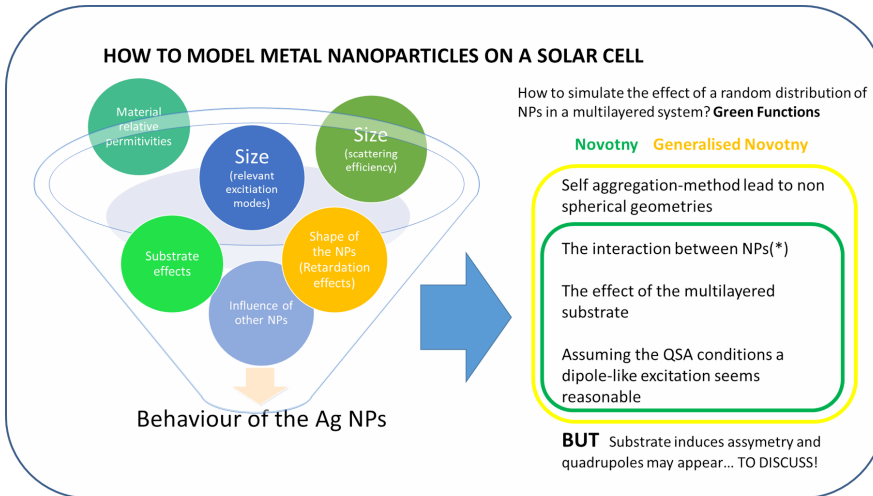 HOW TO MODEL METAL NANOPARTICLES ON A SOLAR CELL
Material
relative
permitivities
Size
(relevant
excitiation
modes)
Size
(scattering
efficiency)
Substrate
effects
Shape of
the NPs
(Retardation
effects)
Influence of
other NPs
Behaviour of the Ag NPs
How to simulate the effect of a random distribution of
NPs in a multilayered system? Green Functions
Novotny Generalised Novotny
Self aggregation-method lead to non
spherical geometries
The interaction between NPs(*)
The effect of the multilayered
substrate
Assuming the QSA conditions a
dipole-like excitation seems
reasonable
BUT Substrate induces assymetry and
quadrupoles may appear... TO DISCUSS!